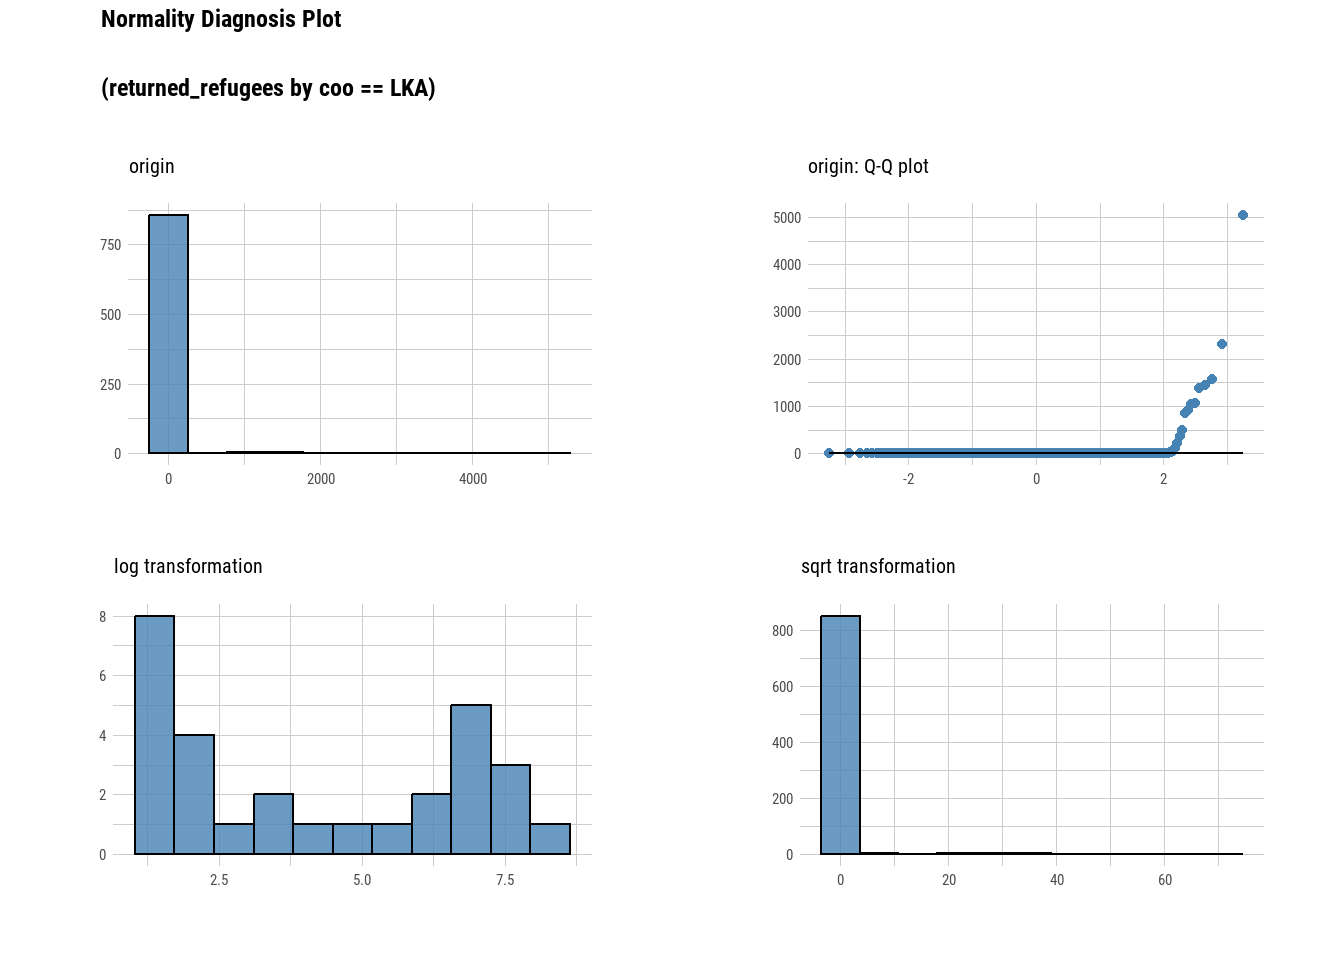 Normality Diagnosis Plot
(returned_refugees by coo == LKA)
origin
750
500
250
0
0 2000 4000
origin: Q-Q plot
5000
4000
3000
2000
1000
0
-2 0 2
log transformation
8
6
4
2
0
2.5 5.0 7.5
sqrt transformation
800
600
400
200
0
0 20 40 60